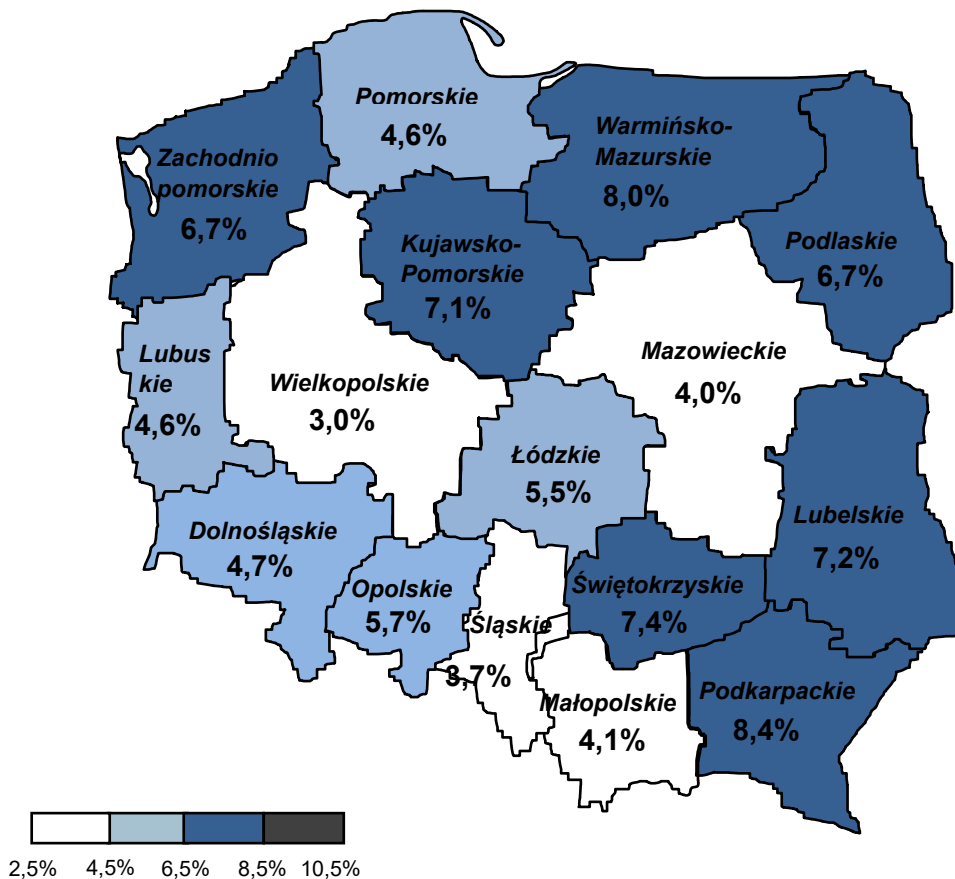 Pomorskie
4,6%
Warmińsko-
Mazurskie
8,0%
Zachodnio
pomorskie
6,7%
Kujawsko-
Pomorskie
7,1%
Podlaskie
6,7%
Lubus
kie
4,6%
Wielkopolskie
3,0%
Mazowieckie
4,0%
Łódzkie
5,5%
Dolnośląskie
4,7%
Lubelskie
7,2%
Opolskie
5,7%
Śląskie
3,7%
Świętokrzyskie
7,4%
Małopolskie
4,1%
Podkarpackie
8,4%
2,5% 4,5% 6,5% 8,5% 10,5%